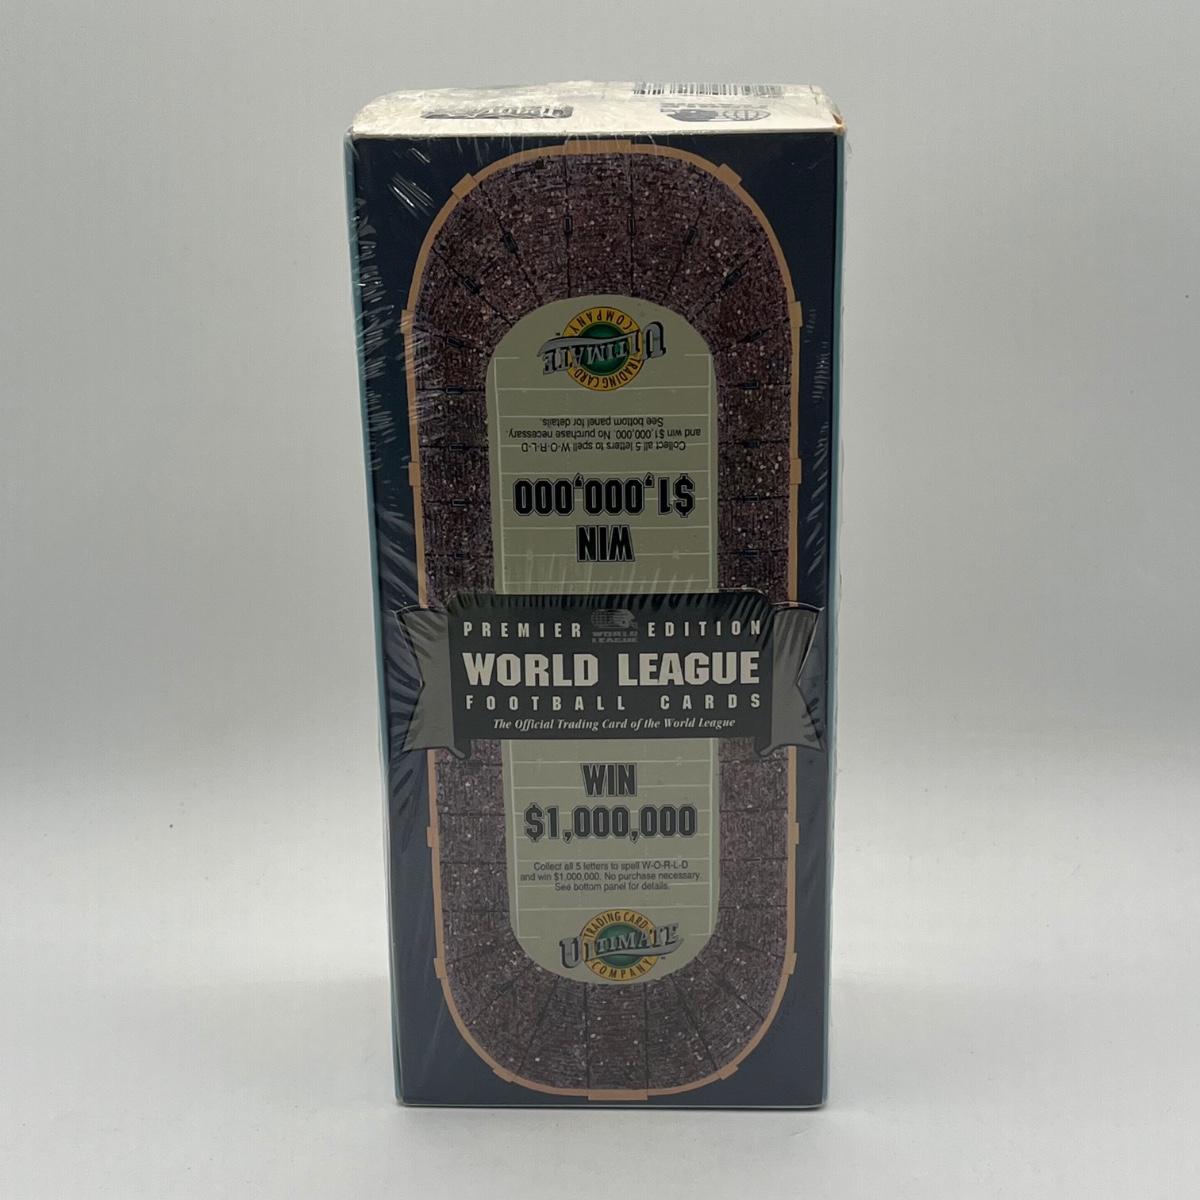 ULTIMATE
TRADING CARD
COMPANY
Collect all 5 letters to spell W-O-R-L-D
and win $1,000,000. No purchase necessary.
See bottom panel for details.
WIN
$1,000,000
PREMIER EDITION
WORLD
LEAGUE
WORLD LEAGUE
FOOTBALL CARDS
The Official Trading Card of the World League
WIN
$1,000,000
Collect all 5 letters to spell W-O-R-L-D
and win $1,000,000. No purchase necessary.
See bottom panel for details.
TRADING CARD
ULTIMATE
COMPANY